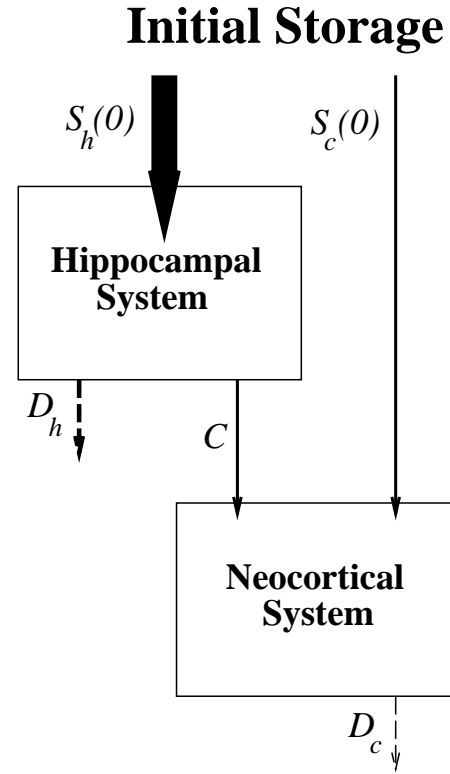 Initial Storage
S_h(0)
S_c(0)
Hippocampal
System
D_h
C
Neocortical
System
D_c